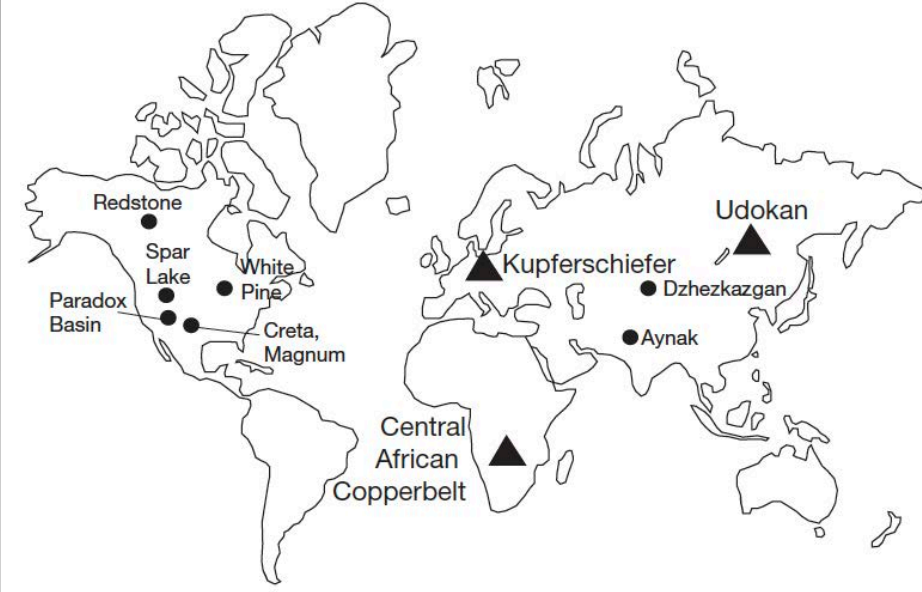 Redstone
Spar
Lake
White
Pine
Paradox
Basin
Creta,
Magnum
Udokan
Kupferschiefer
Dzhezkazgan
Aynak
Central
African
Copperbelt